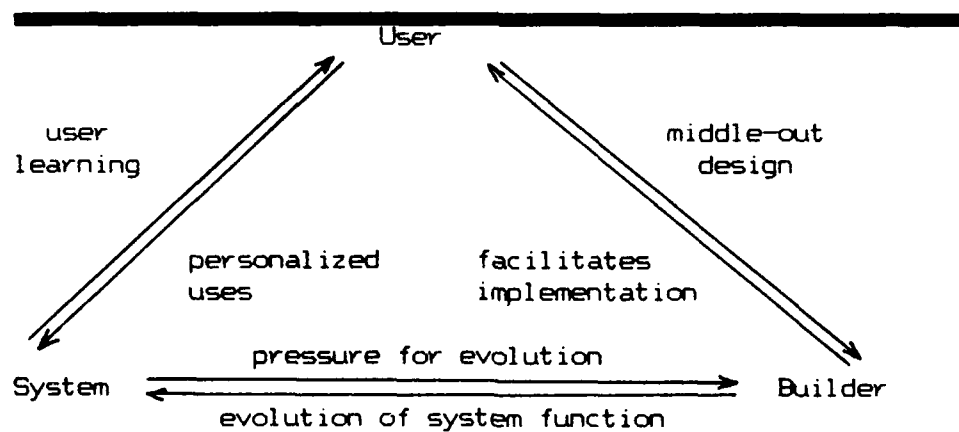 User
user
learning
middle-out
design
personalized
uses
facilitates
implementation
pressure for evolution
System
Builder
evolution of system function